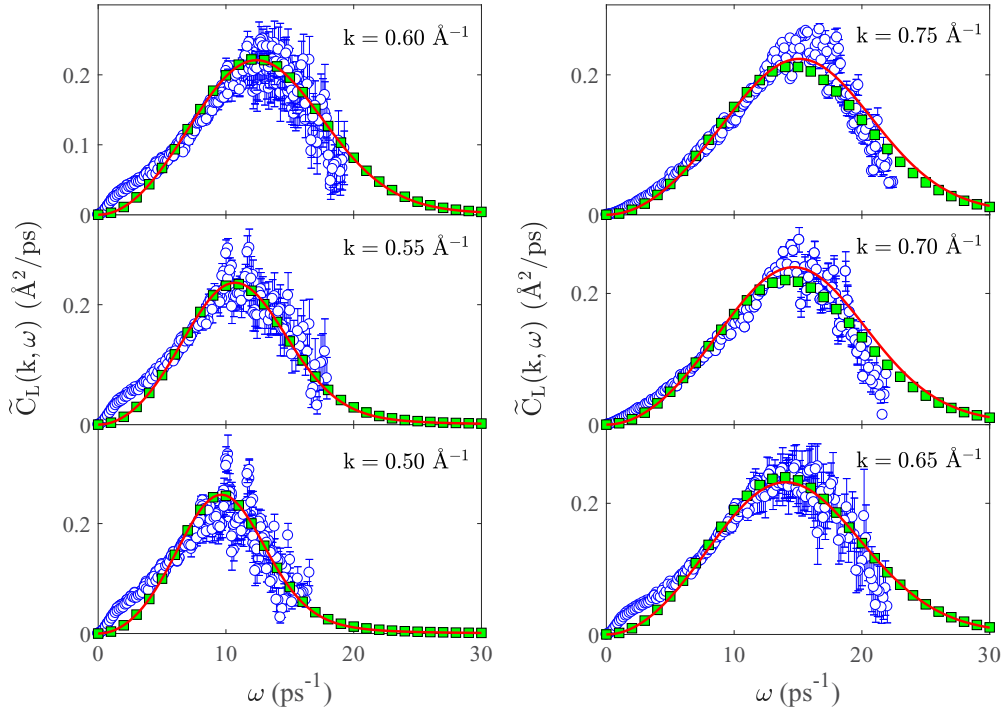 k = 0.60 Å⁻¹
0.2
0.1
0
k = 0.55 Å⁻¹
0.2
0
k = 0.50 Å⁻¹
0.2
0
0 10 20 30
ω (ps⁻¹)
C̃_L(k, ω) (Å²/ps)
k = 0.75 Å⁻¹
0.2
0
k = 0.70 Å⁻¹
0.2
0
k = 0.65 Å⁻¹
0.2
0
0 10 20 30
ω (ps⁻¹)
C̃_L(k, ω) (Å²/ps)